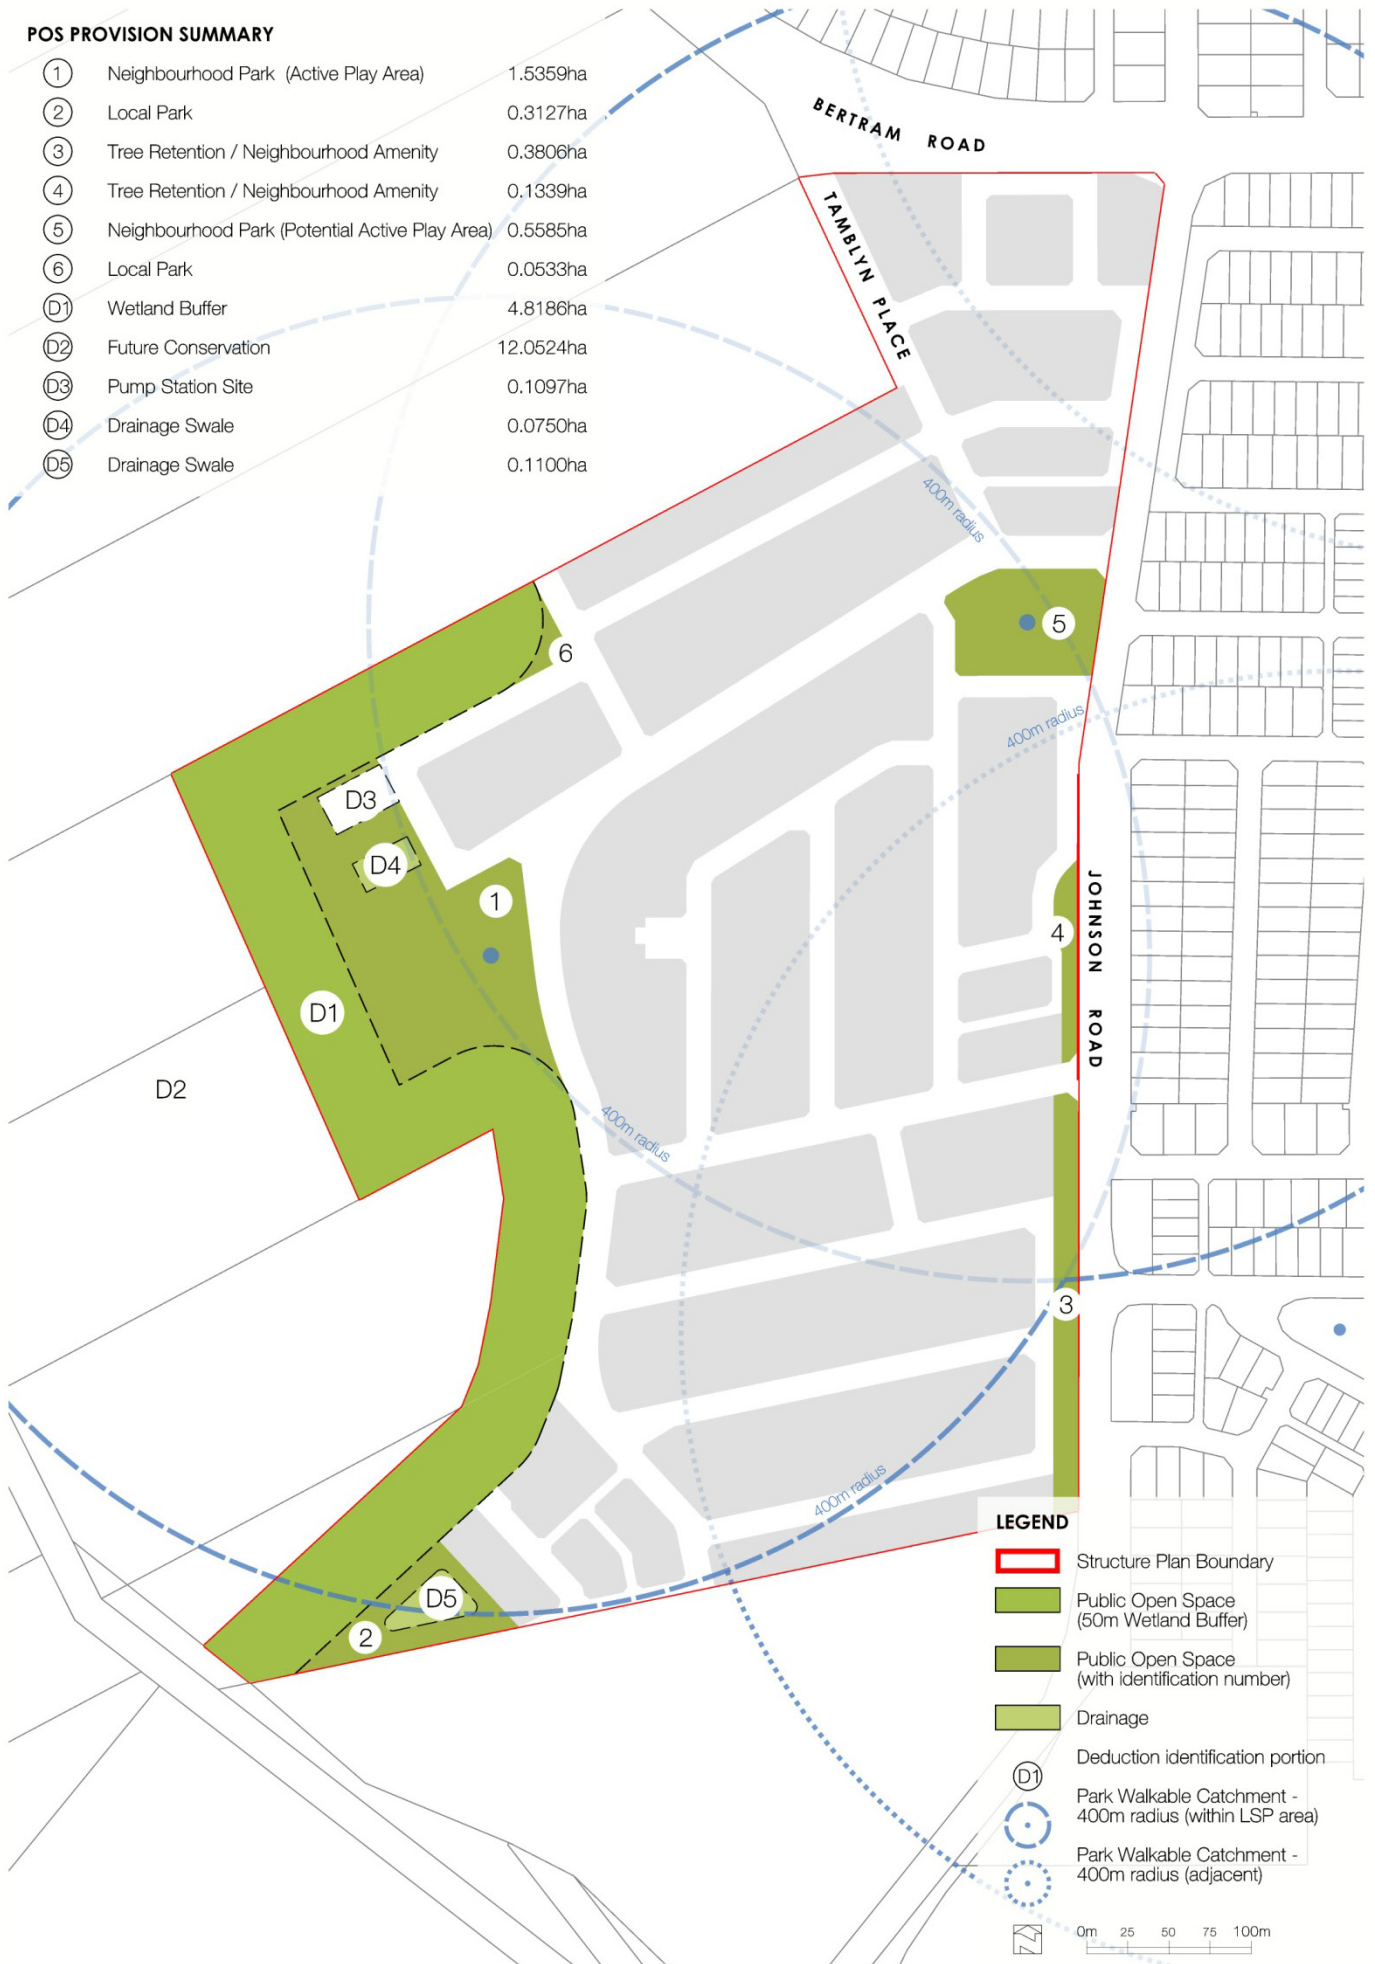 POS PROVISION SUMMARY
1 Neighbourhood Park (Active Play Area) 1.5359ha
2 Local Park 0.3127ha
3 Tree Retention / Neighbourhood Amenity 0.3806ha
4 Tree Retention / Neighbourhood Amenity 0.1339ha
5 Neighbourhood Park (Potential Active Play Area) 0.5585ha
6 Local Park 0.0533ha
D1 Wetland Buffer 4.8186ha
D2 Future Conservation 12.0524ha
D3 Pump Station Site 0.1097ha
D4 Drainage Swale 0.0750ha
D5 Drainage Swale 0.1100ha
BERTRAM ROAD
TAMBLYN PLACE
400m radius
5
6
400m radius
D3
D4
1
4
JOHNSON ROAD
D1
D2
400m radius
3
400m radius
D5
2
LEGEND
Structure Plan Boundary
Public Open Space
(50m Wetland Buffer)
Public Open Space
(with identification number)
Drainage
Deduction identification portion
D1
Park Walkable Catchment -
400m radius (within LSP area)
Park Walkable Catchment -
400m radius (adjacent)
0m 25 50 75 100m